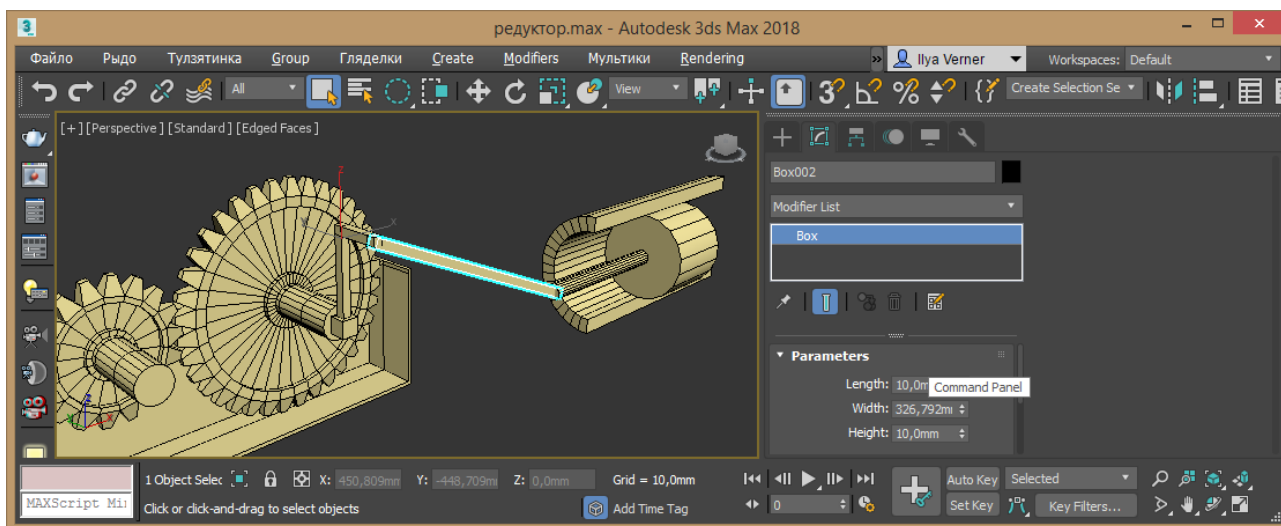 редуктор.max - Autodesk 3ds Max 2018
Файло Рыдо Тулзятинка Group Гляделки Create Modifiers Мультики Rendering » Ilya Verner Workspaces: Default
All View Create Selection Se
[+] [Perspective] [Standard] [Edged Faces]
Box002
Modifier List
Box
Parameters
Length: 10,0m
Command Panel
Width: 326,792mı
Height: 10,0mm
1 Object Selec X: 450,809mm Y: -448,709m Z: 0,0mm Grid = 10,0mm Auto Key Selected
MAXScript Mi Click or click-and-drag to select objects Add Time Tag 0 Set Key Key Filters...